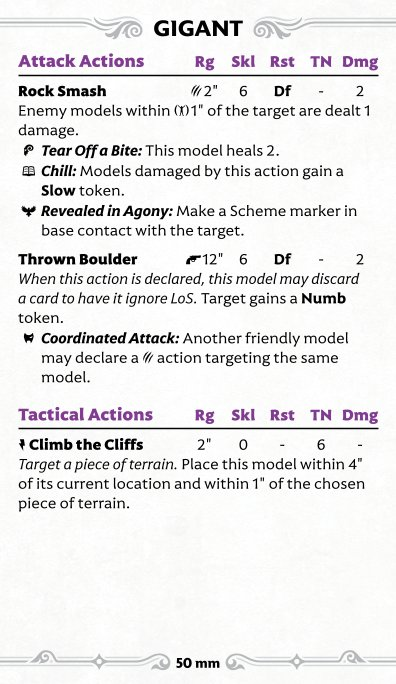 GIGANT
Attack Actions Rg Skl Rst TN Dmg
Rock Smash 2" 6 Df - 2
Enemy models within 1" of the target are dealt 1
damage.
Tear Off a Bite: This model heals 2.
Chill: Models damaged by this action gain a
Slow token.
Revealed in Agony: Make a Scheme marker in
base contact with the target.
Thrown Boulder 12" 6 Df - 2
When this action is declared, this model may discard
a card to have it ignore LoS. Target gains a Numb
token.
Coordinated Attack: Another friendly model
may declare a action targeting the same
model.
Tactical Actions Rg Skl Rst TN Dmg
Climb the Cliffs 2" 0 - 6 -
Target a piece of terrain. Place this model within 4"
of its current location and within 1" of the chosen
piece of terrain.
50 mm